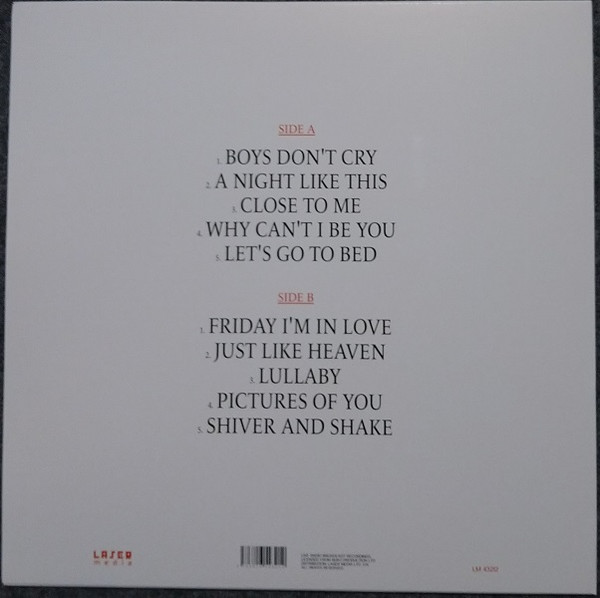 SIDE A
1. BOYS DON'T CRY
2. A NIGHT LIKE THIS
3. CLOSE TO ME
4. WHY CAN'T I BE YOU
5. LET'S GO TO BED
SIDE B
1. FRIDAY I'M IN LOVE
2. JUST LIKE HEAVEN
3. LULLABY
4. PICTURES OF YOU
5. SHIVER AND SHAKE
LASER
media